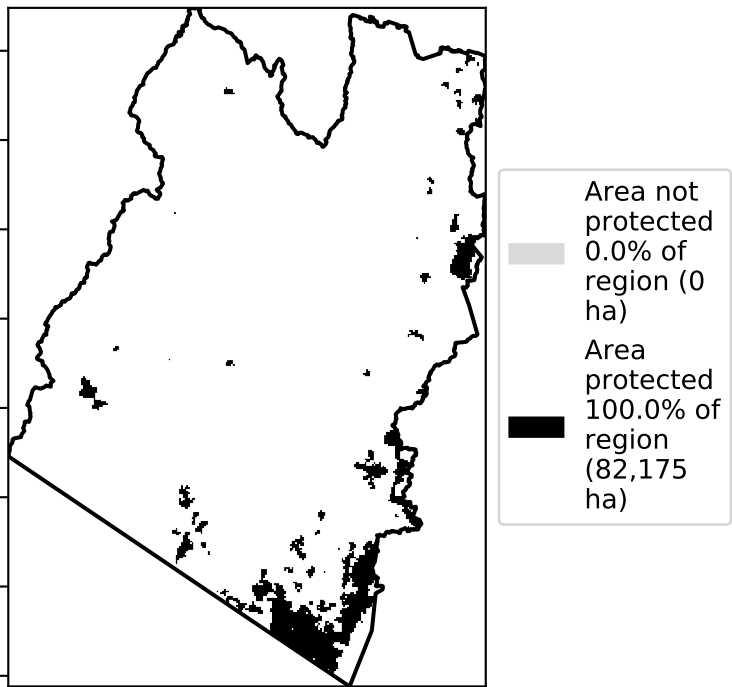 Area not
protected
0.0% of
region (0
ha)
Area
protected
100.0% of
region
(82,175
ha)